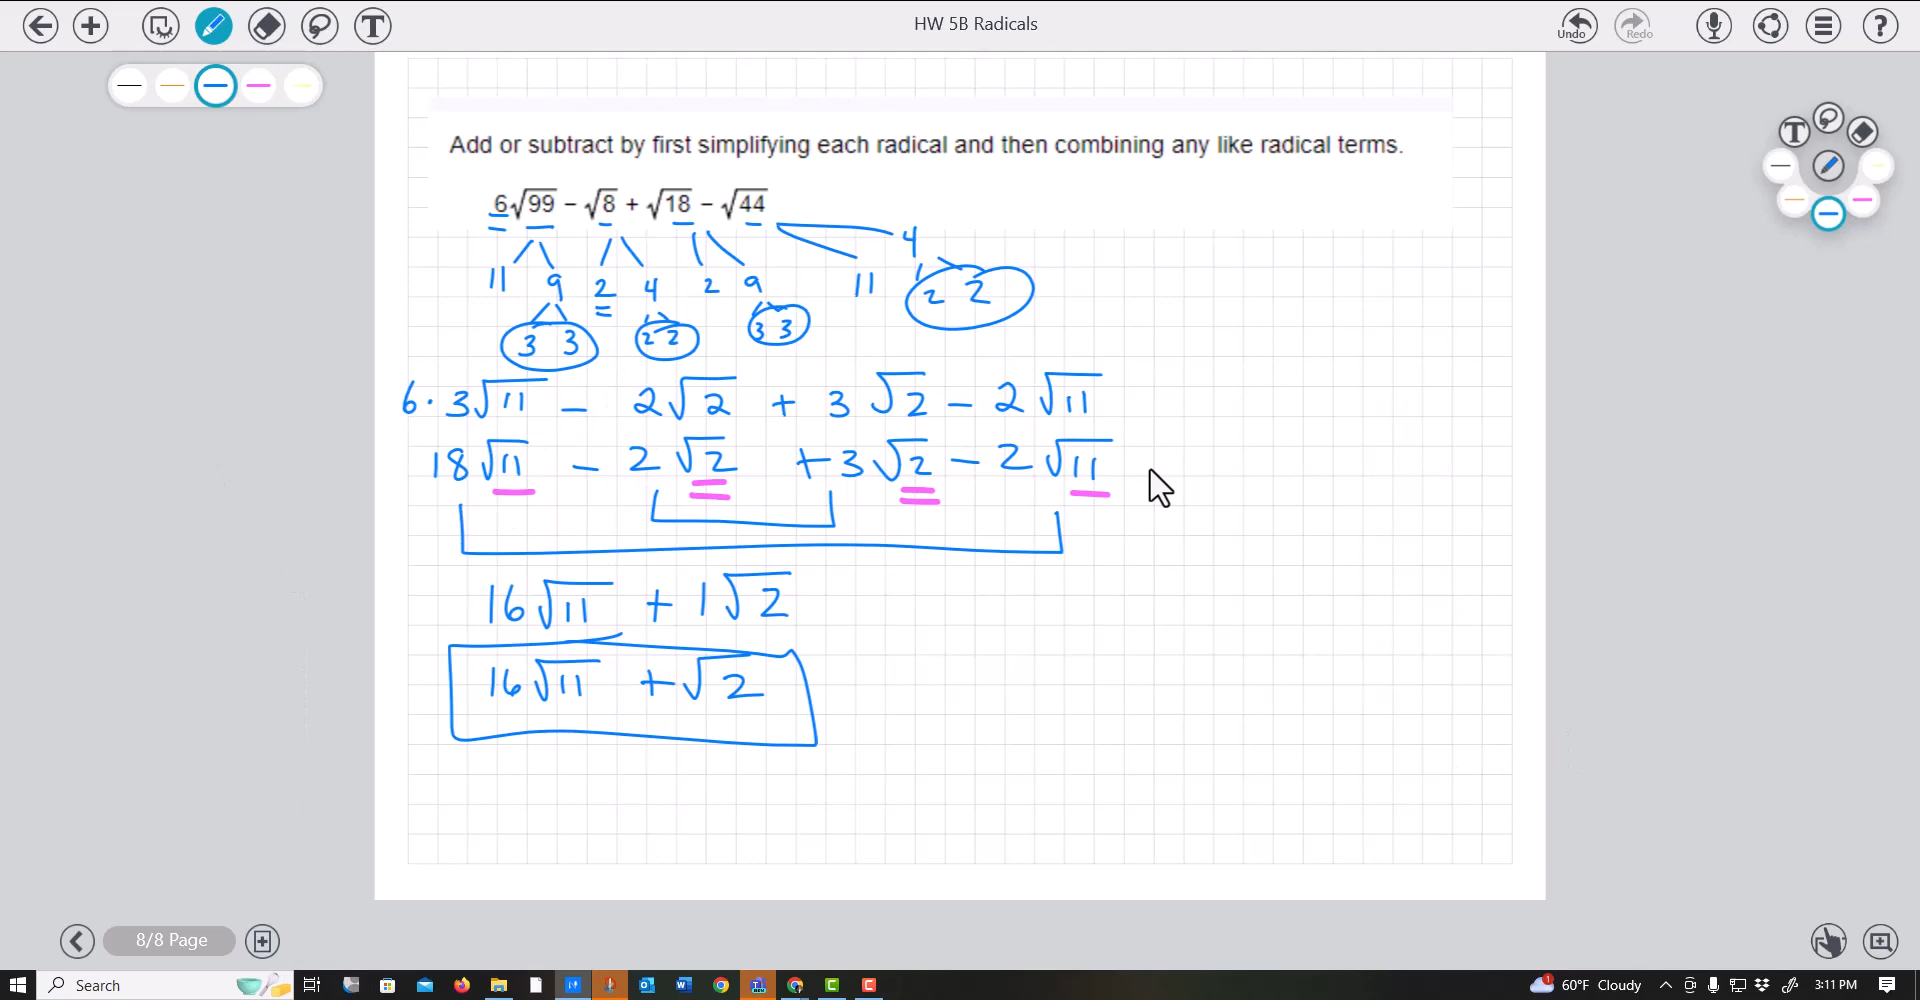 HW 5B Radicals
Undo
Redo
T
?
Add or subtract by first simplifying each radical and then combining any like radical terms.
6√99 − √8 + √18 − √44
4
11 9 2 4 2 9 11 2 2
3 3 2 2 3 3
6·3√11 − 2√2 + 3√2 − 2√11
18√11 − 2√2 + 3√2 − 2√11
16√11 + 1√2
16√11 + √2
T
8/8 Page
Search
60°F Cloudy
3:11 PM